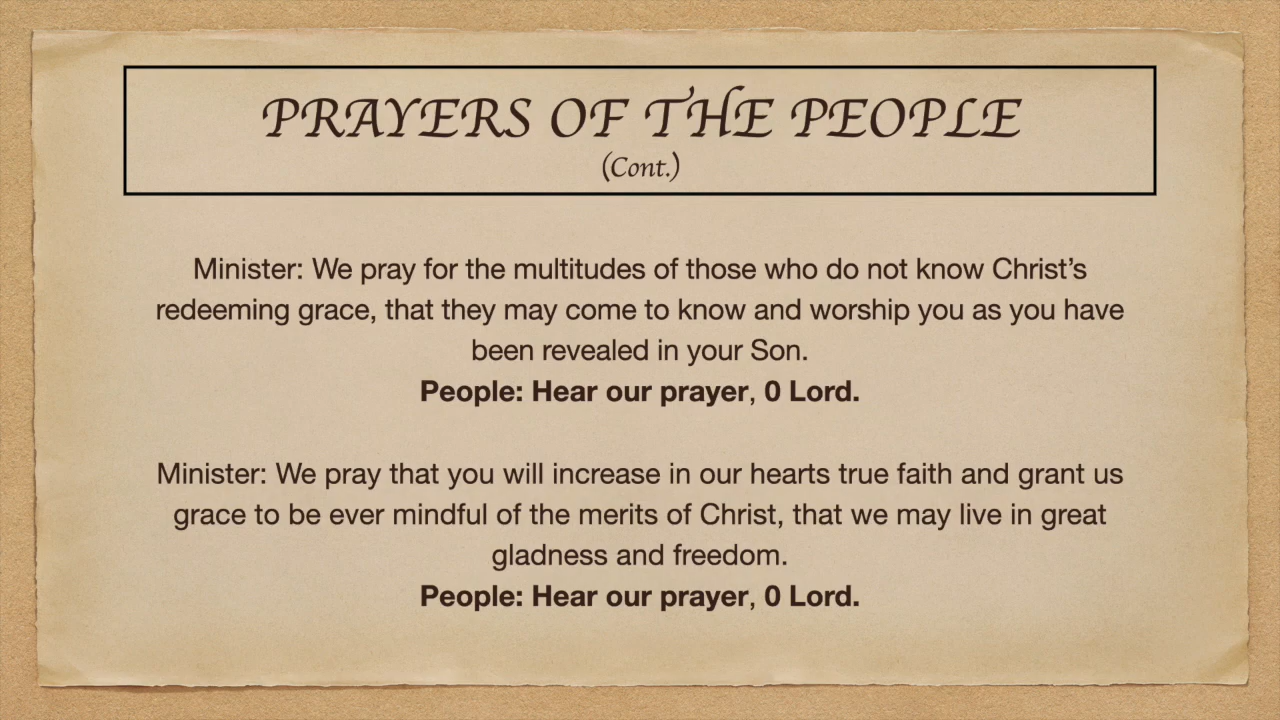 PRAYERS OF THE PEOPLE
(Cont.)
Minister: We pray for the multitudes of those who do not know Christ’s
redeeming grace, that they may come to know and worship you as you have
been revealed in your Son.
People: Hear our prayer, 0 Lord.
Minister: We pray that you will increase in our hearts true faith and grant us
grace to be ever mindful of the merits of Christ, that we may live in great
gladness and freedom.
People: Hear our prayer, 0 Lord.